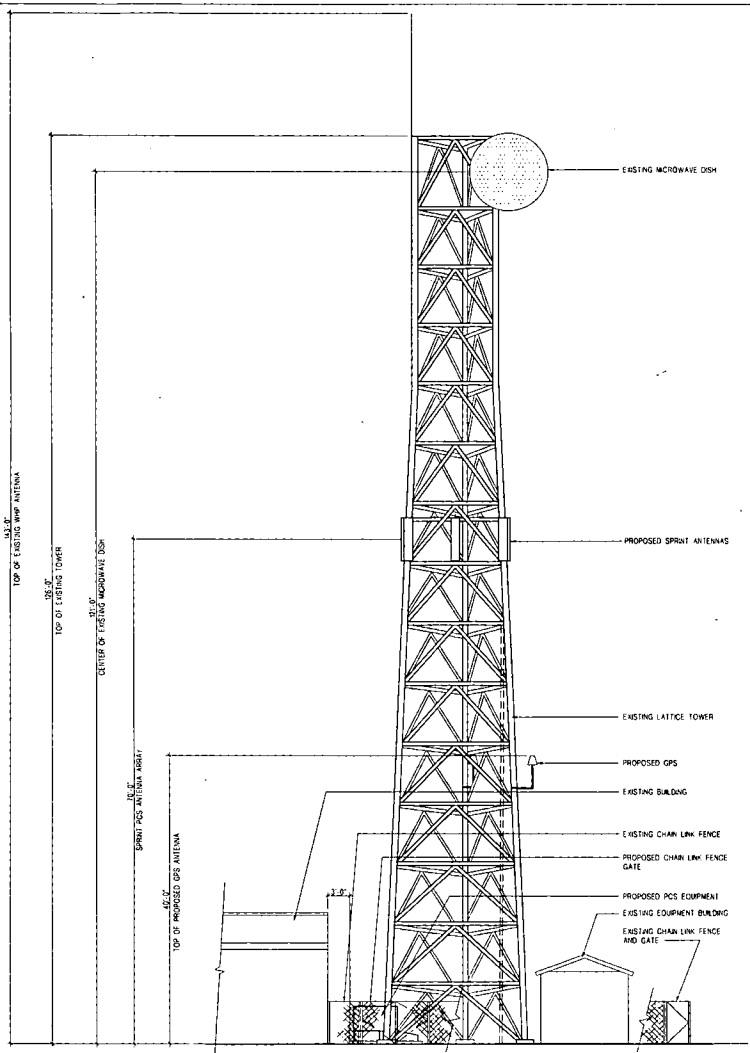 143'-0"
TOP OF EXISTING WHIP ANTENNA
126'-0"
TOP OF EXISTING TOWER
121'-0"
CENTER OF EXISTING MICROWAVE DISH
70'-0"
SPRINT PCS ANTENNA ARRAY
40'-0"
TOP OF PROPOSED GPS ANTENNA
3'-0"
EXISTING MICROWAVE DISH
PROPOSED SPRINT ANTENNAS
EXISTING LATTICE TOWER
PROPOSED GPS
EXISTING BUILDING
EXISTING CHAIN LINK FENCE
PROPOSED CHAIN LINK FENCE
GATE
PROPOSED PCS EQUIPMENT
EXISTING EQUIPMENT BUILDING
EXISTING CHAIN LINK FENCE
AND GATE